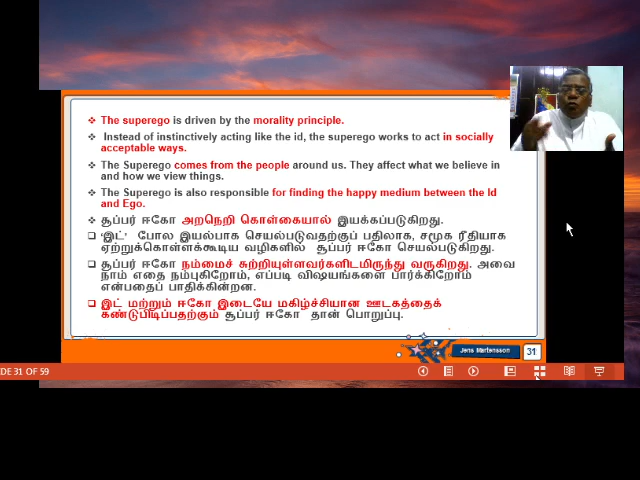 The superego is driven by the morality principle.
Instead of instinctively acting like the id, the superego works to act in socially
acceptable ways.
The Superego comes from the people around us. They affect what we believe in
and how we view things.
The Superego is also responsible for finding the happy medium between the Id
and Ego.
சூப்பர் ஈகோ அறநெறி கொள்கையால் இயக்கப்படுகிறது.
‘இட்’ போல இயல்பாக செயல்படுவதற்குப் பதிலாக, சமூக ரீதியாக
ஏற்றுக்கொள்ளக்கூடிய வழிகளில் சூப்பர் ஈகோ செயல்படுகிறது.
சூப்பர் ஈகோ நம்மைச் சுற்றியுள்ளவர்களிடமிருந்து வருகிறது. அவை
நாம் எதை நம்புகிறோம், எப்படி விஷயங்களை பார்க்கிறோம்
என்பதைப் பாதிக்கின்றன.
இட் மற்றும் ஈகோ இடையே மகிழ்ச்சியான ஊடகத்தைக்
கண்டுபிடிப்பதற்கும் சூப்பர் ஈகோ தான் பொறுப்பு.
Jens Martensson
31
DE 31 OF 59